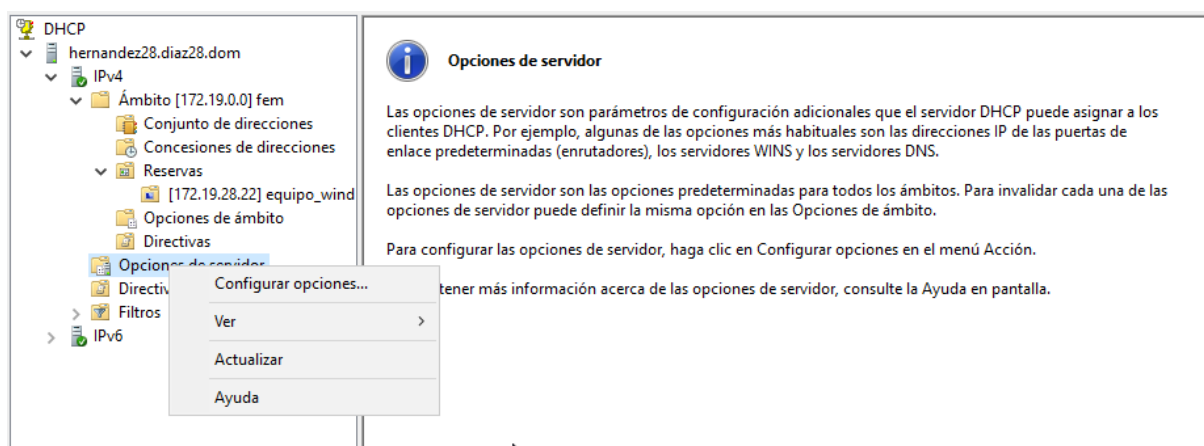 DHCP
hernandez28.diaz28.dom
IPv4
Ámbito [172.19.0.0] fem
Conjunto de direcciones
Concesiones de direcciones
Reservas
[172.19.28.22] equipo_wind
Opciones de ámbito
Directivas
Opciones de servidor
Directiv
Filtros
IPv6
Configurar opciones...
Ver
Actualizar
Ayuda
Opciones de servidor
Las opciones de servidor son parámetros de configuración adicionales que el servidor DHCP puede asignar a los
clientes DHCP. Por ejemplo, algunas de las opciones más habituales son las direcciones IP de las puertas de
enlace predeterminadas (enrutadores), los servidores WINS y los servidores DNS.
Las opciones de servidor son las opciones predeterminadas para todos los ámbitos. Para invalidar cada una de las
opciones de servidor puede definir la misma opción en las Opciones de ámbito.
Para configurar las opciones de servidor, haga clic en Configurar opciones en el menú Acción.
tener más información acerca de las opciones de servidor, consulte la Ayuda en pantalla.